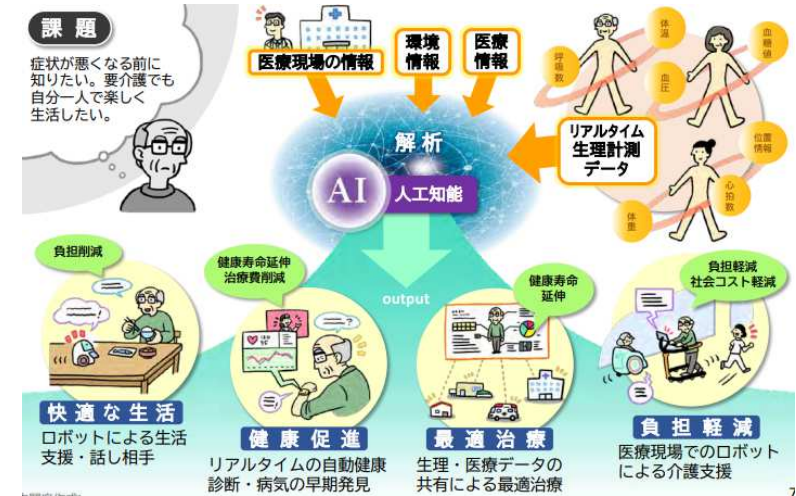 課題
症状が悪くなる前に
知りたい。要介護でも
自分一人で楽しく
生活したい。
医療現場の情報
環境
情報
医療
情報
体温
血糖値
呼吸数
血圧
リアルタイム
生理計測
データ
位置情報
心拍数
体重
解析
AI 人工知能
output
負担削減
健康寿命延伸
治療費削減
健康寿命
延伸
負担軽減
社会コスト軽減
快適な生活
ロボットによる生活
支援・話し相手
健康促進
リアルタイムの自動健康
診断・病気の早期発見
最適治療
生理・医療データの
共有による最適治療
負担軽減
医療現場でのロボット
による介護支援
7